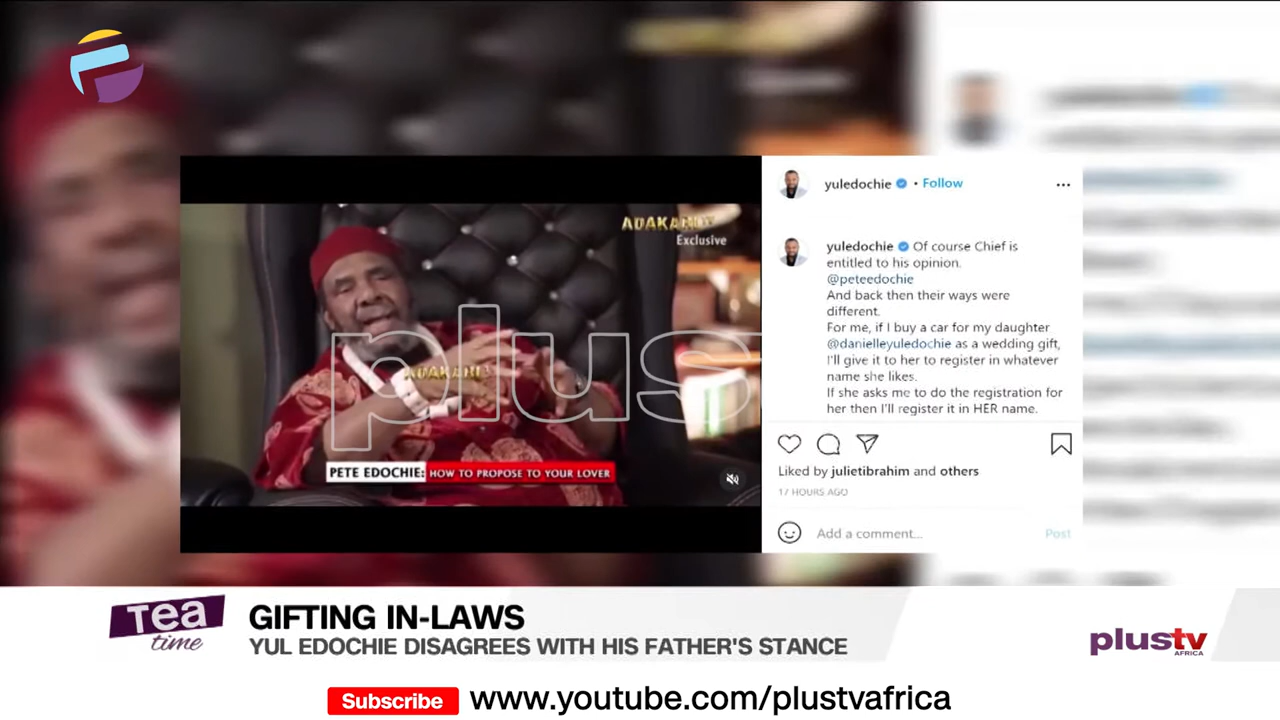 ADAKANDY
Exclusive
ADAKANDY
plus
PETE EDOCHIE: HOW TO PROPOSE TO YOUR LOVER
yuledochie • Follow
yuledochie Of course Chief is
entitled to his opinion.
@peteedochie
And back then their ways were
different.
For me, if I buy a car for my daughter
@danielleyuledochie as a wedding gift,
I'll give it to her to register in whatever
name she likes.
If she asks me to do the registration for
her then I'll register it in HER name.
Liked by julietibrahim and others
17 HOURS AGO
Add a comment...
Post
Tea
time
GIFTING IN-LAWS
YUL EDOCHIE DISAGREES WITH HIS FATHER'S STANCE
plustv
AFRICA
Subscribe www.youtube.com/plustvafrica